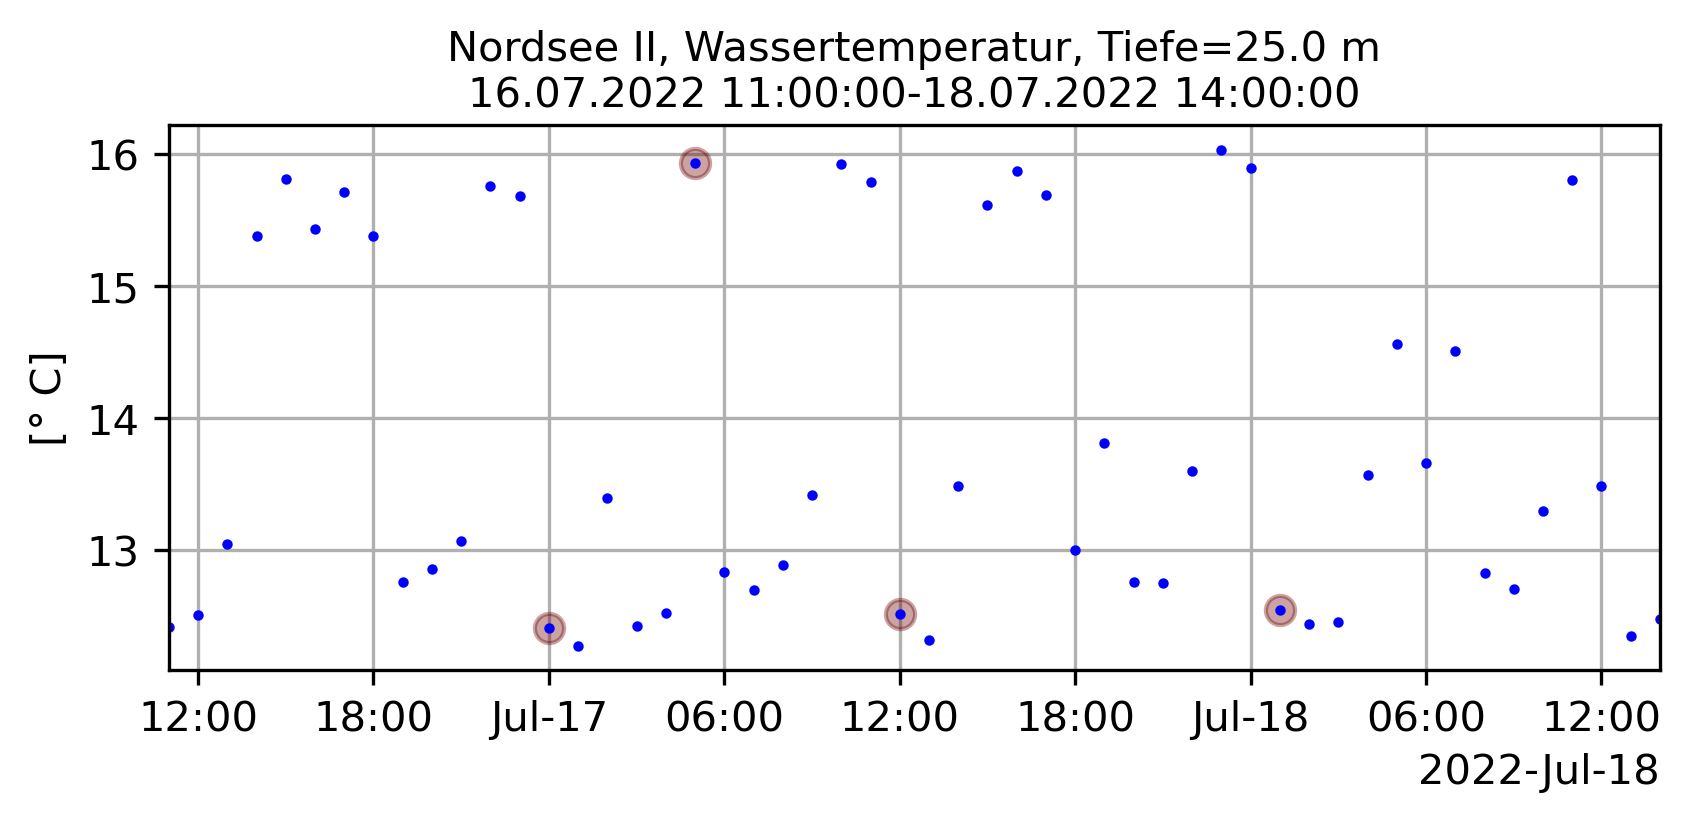 Nordsee II, Wassertemperatur, Tiefe=25.0 m
16.07.2022 11:00:00-18.07.2022 14:00:00
[° C]
16
15
14
13
12:00 18:00 Jul-17 06:00 12:00 18:00 Jul-18 06:00 12:00
2022-Jul-18